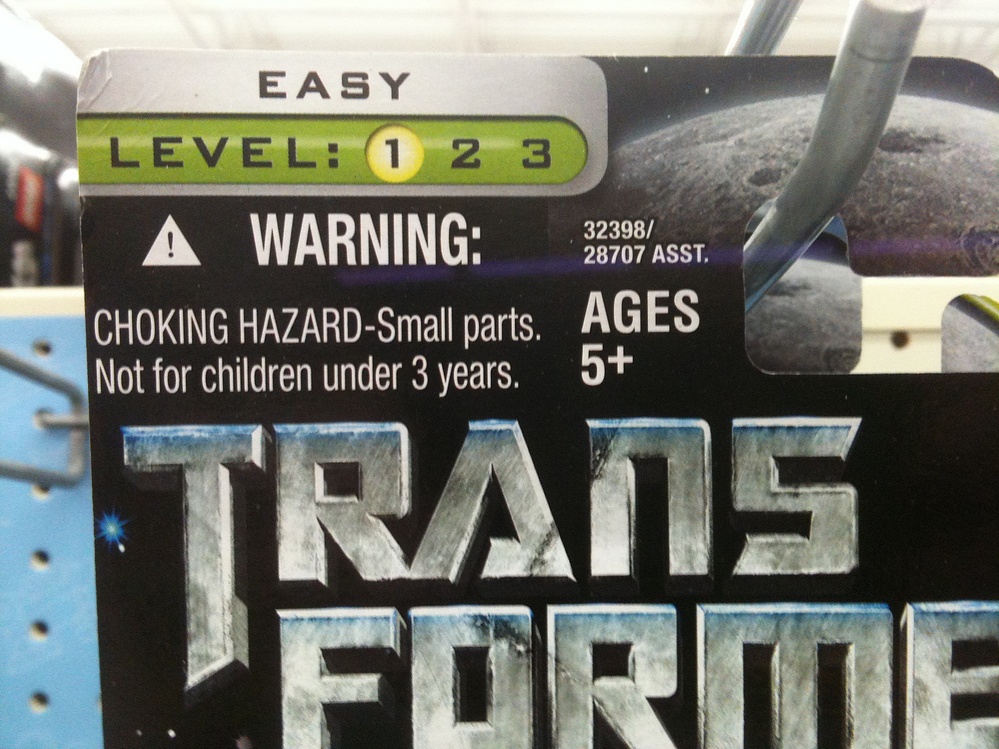 EASY
LEVEL: 1 2 3
WARNING:
CHOKING HAZARD-Small parts.
Not for children under 3 years.
32398/
28707 ASST.
AGES
5+
TRANS
FORME